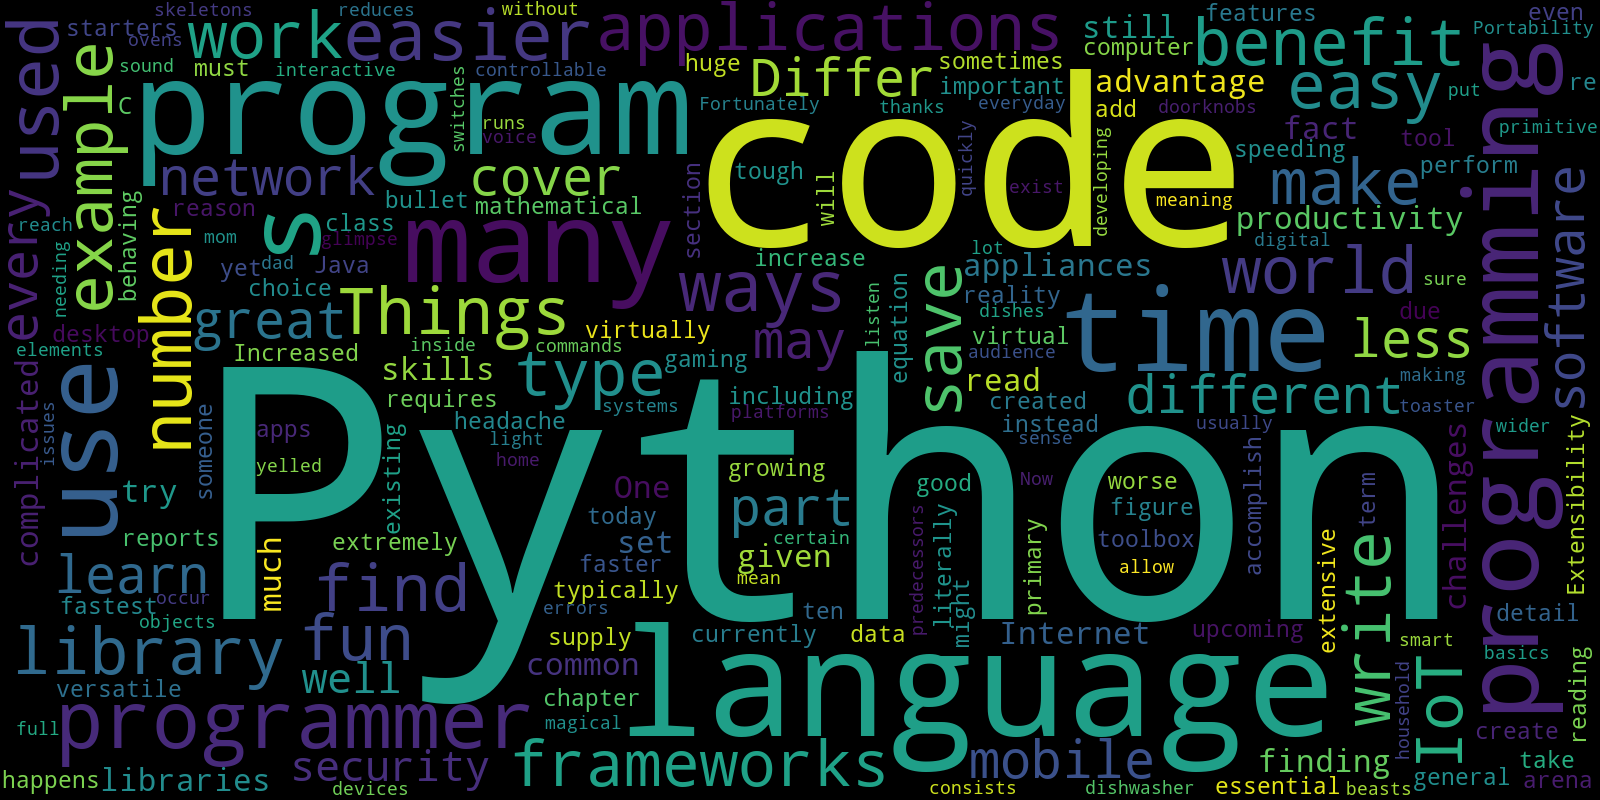 skeletons
reduces
without
starters
ovens
work
easier
applications
still
features
even
Portability
computer
benefit
sound
must
interactive
controllable
huge
Differ
sometimes
important
advantage
easy
put
re
used
example
C
program
switches
runs
voice
Fortunately
thanks
everyday
add
doorknobs
code
fact
tool
primitive
programming
network
cover
tough
quickly
exist
developing
meaning
speeding
perform
make
reason
bullet
mathematical
section
will
class
s
many
productivity
software
every
reach
behaving
number
mom
glimpse
increase
lot
digital
needing
yet
dad
Java
ways
appliances
world
sure
choice
great
Things
equation
listen
save
reality
time
due
desktop
virtually
may
dishes
virtual
less
elements
Increased
inside
commands
gaming
audience
complicated
use
skills
type
including
read
making
requires
systems
platforms
created
different
toaster
someone
apps
headache
instead
usually
wider
issues
light
sense
Python
yelled
home
growing
One
Now
good
worse
try
existing
part
figure
accomplish
term
challenges
Extensibility
today
predecessors
literally
primary
reports
much
extremely
set
certain
toolbox
extensive
write
learn
faster
given
mean
allow
find
typically
fastest
occur
errors
ten
might
detail
objects
library
fun
supply
currently
data
Internet
upcoming
smart
basics
common
language
IoT
household
reading
versatile
well
chapter
full
programmer
magical
create
security
frameworks
mobile
finding
take
happens
libraries
devices
consists
dishwasher
essential
beasts
general
arena